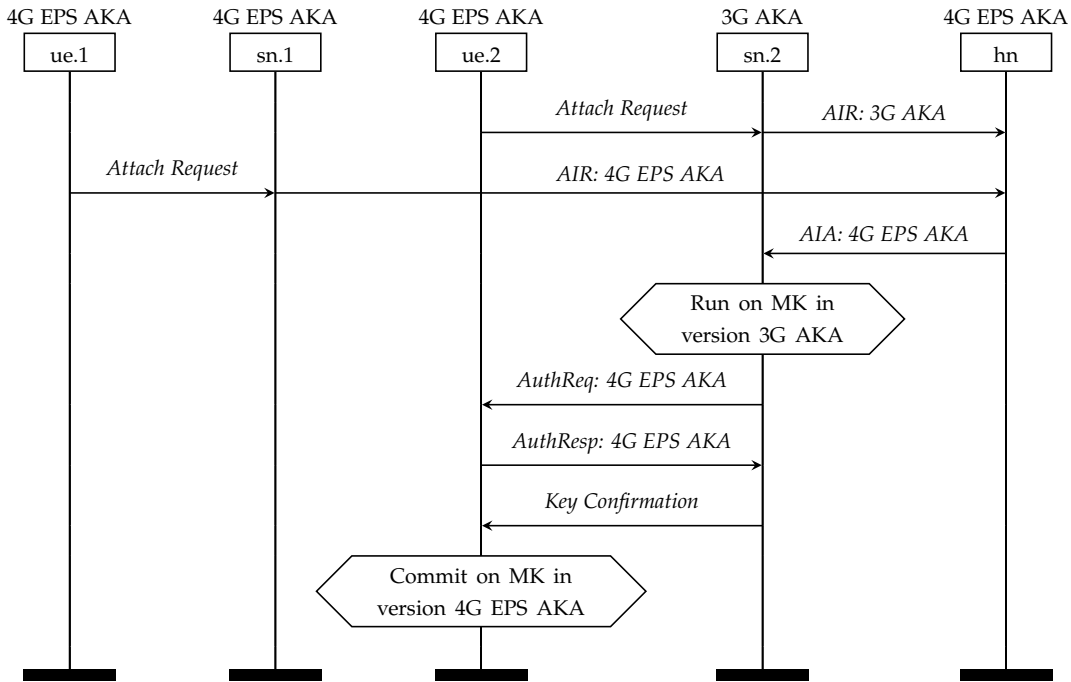 4G EPS AKA 4G EPS AKA 4G EPS AKA 3G AKA 4G EPS AKA
ue.1 sn.1 ue.2 sn.2 hn
Attach Request AIR: 3G AKA
Attach Request AIR: 4G EPS AKA
AIA: 4G EPS AKA
Run on MK in
version 3G AKA
AuthReq: 4G EPS AKA
AuthResp: 4G EPS AKA
Key Confirmation
Commit on MK in
version 4G EPS AKA